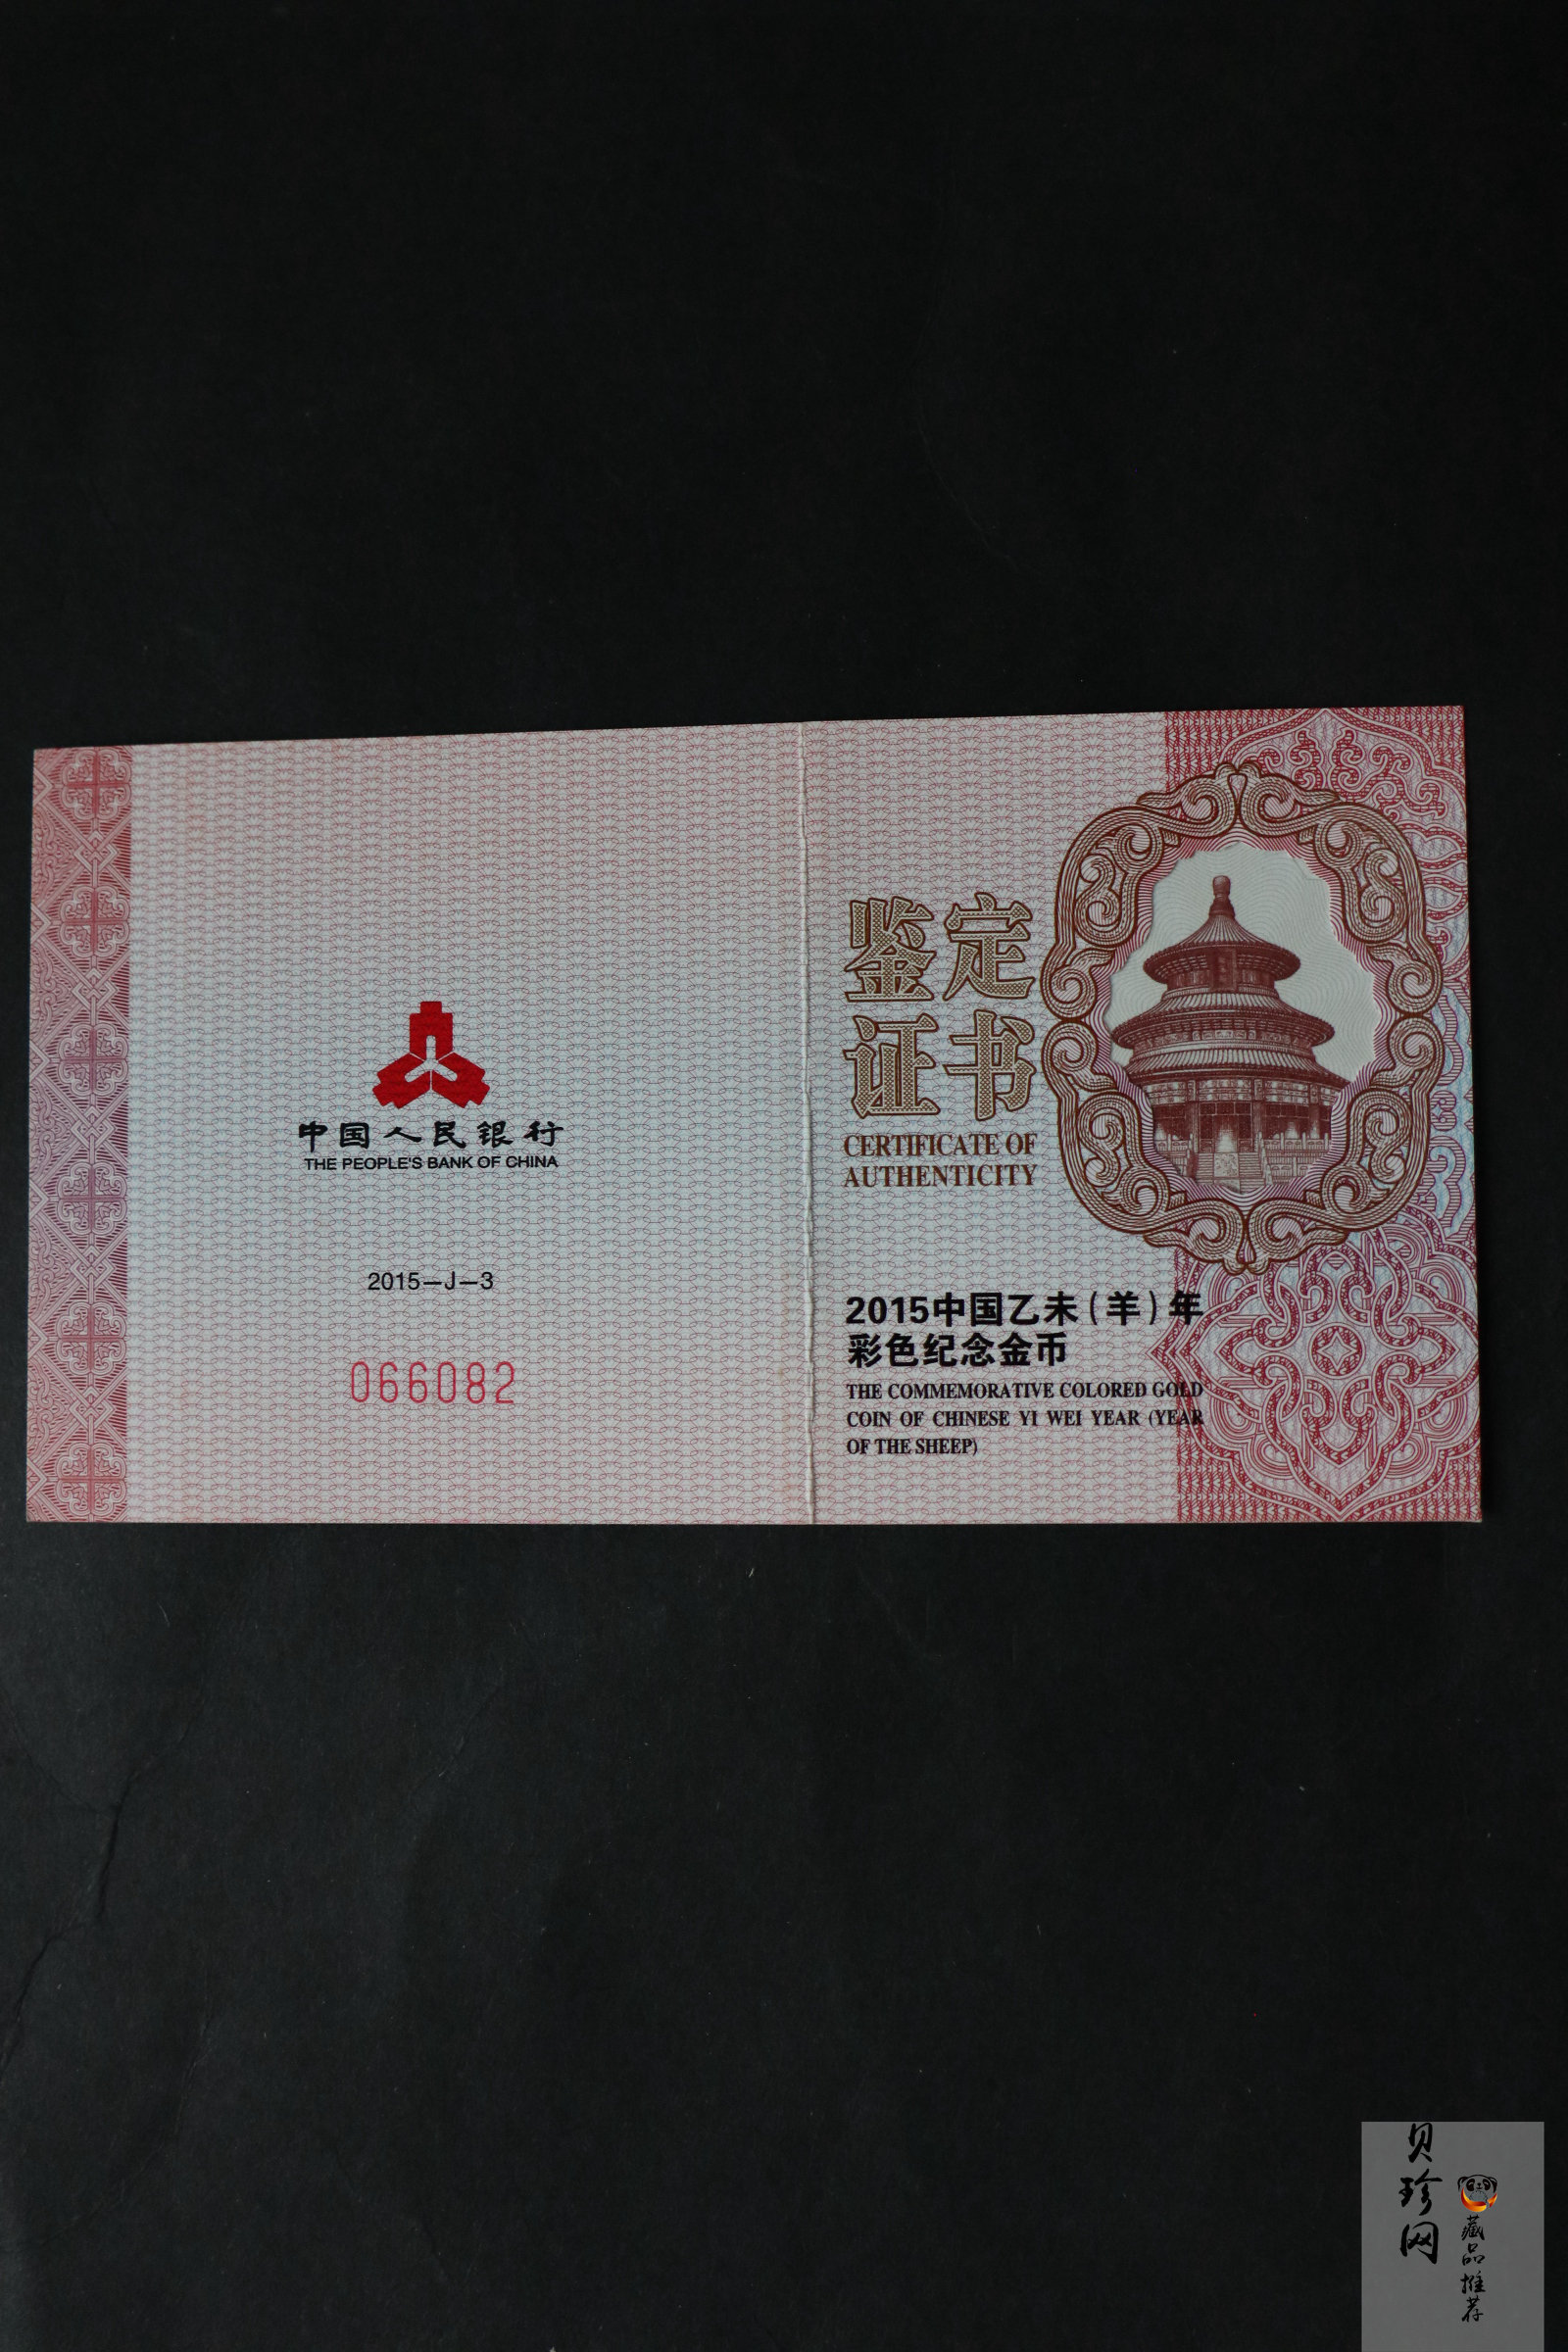 中国人民银行
THE PEOPLE'S BANK OF CHINA
2015—J—3
066082
鉴定
证书
CERTIFICATE OF
AUTHENTICITY
2015中国乙未(羊)年
彩色纪念金币
THE COMMEMORATIVE COLORED GOLD
COIN OF CHINESE YI WEI YEAR (YEAR
OF THE SHEEP)
贝珍网
藏品推荐